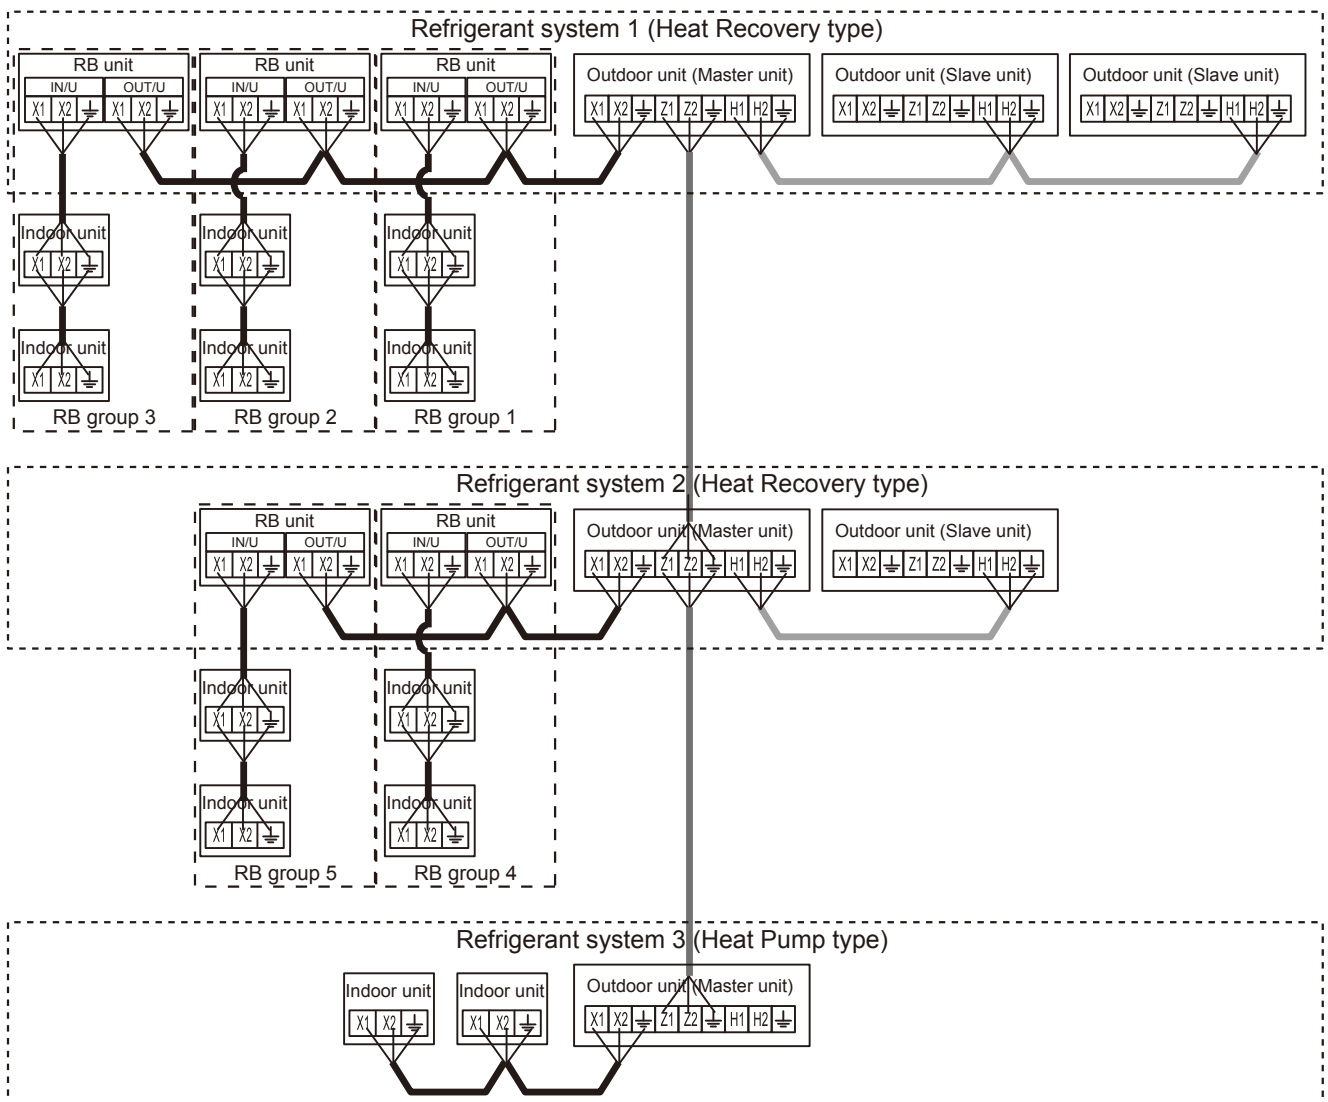 Refrigerant system 1 (Heat Recovery type)
RB unit RB unit RB unit Outdoor unit (Master unit) Outdoor unit (Slave unit) Outdoor unit (Slave unit)
IN/U OUT/U IN/U OUT/U IN/U OUT/U
X1 X2 X1 X2 X1 X2 X1 X2 X1 X2 X1 X2 X1 X2 Z1 Z2 H1 H2 X1 X2 Z1 Z2 H1 H2 X1 X2 Z1 Z2 H1 H2
Indoor unit Indoor unit Indoor unit
X1 X2 X1 X2 X1 X2
Indoor unit Indoor unit Indoor unit
X1 X2 X1 X2 X1 X2
RB group 3 RB group 2 RB group 1
Refrigerant system 2 (Heat Recovery type)
RB unit RB unit Outdoor unit (Master unit) Outdoor unit (Slave unit)
IN/U OUT/U IN/U OUT/U
X1 X2 X1 X2 X1 X2 X1 X2 X1 X2 Z1 Z2 H1 H2 X1 X2 Z1 Z2 H1 H2
Indoor unit Indoor unit
X1 X2 X1 X2
Indoor unit Indoor unit
X1 X2 X1 X2
RB group 5 RB group 4
Refrigerant system 3 (Heat Pump type)
Indoor unit Indoor unit Outdoor unit (Master unit)
X1 X2 X1 X2 X1 X2 Z1 Z2 H1 H2